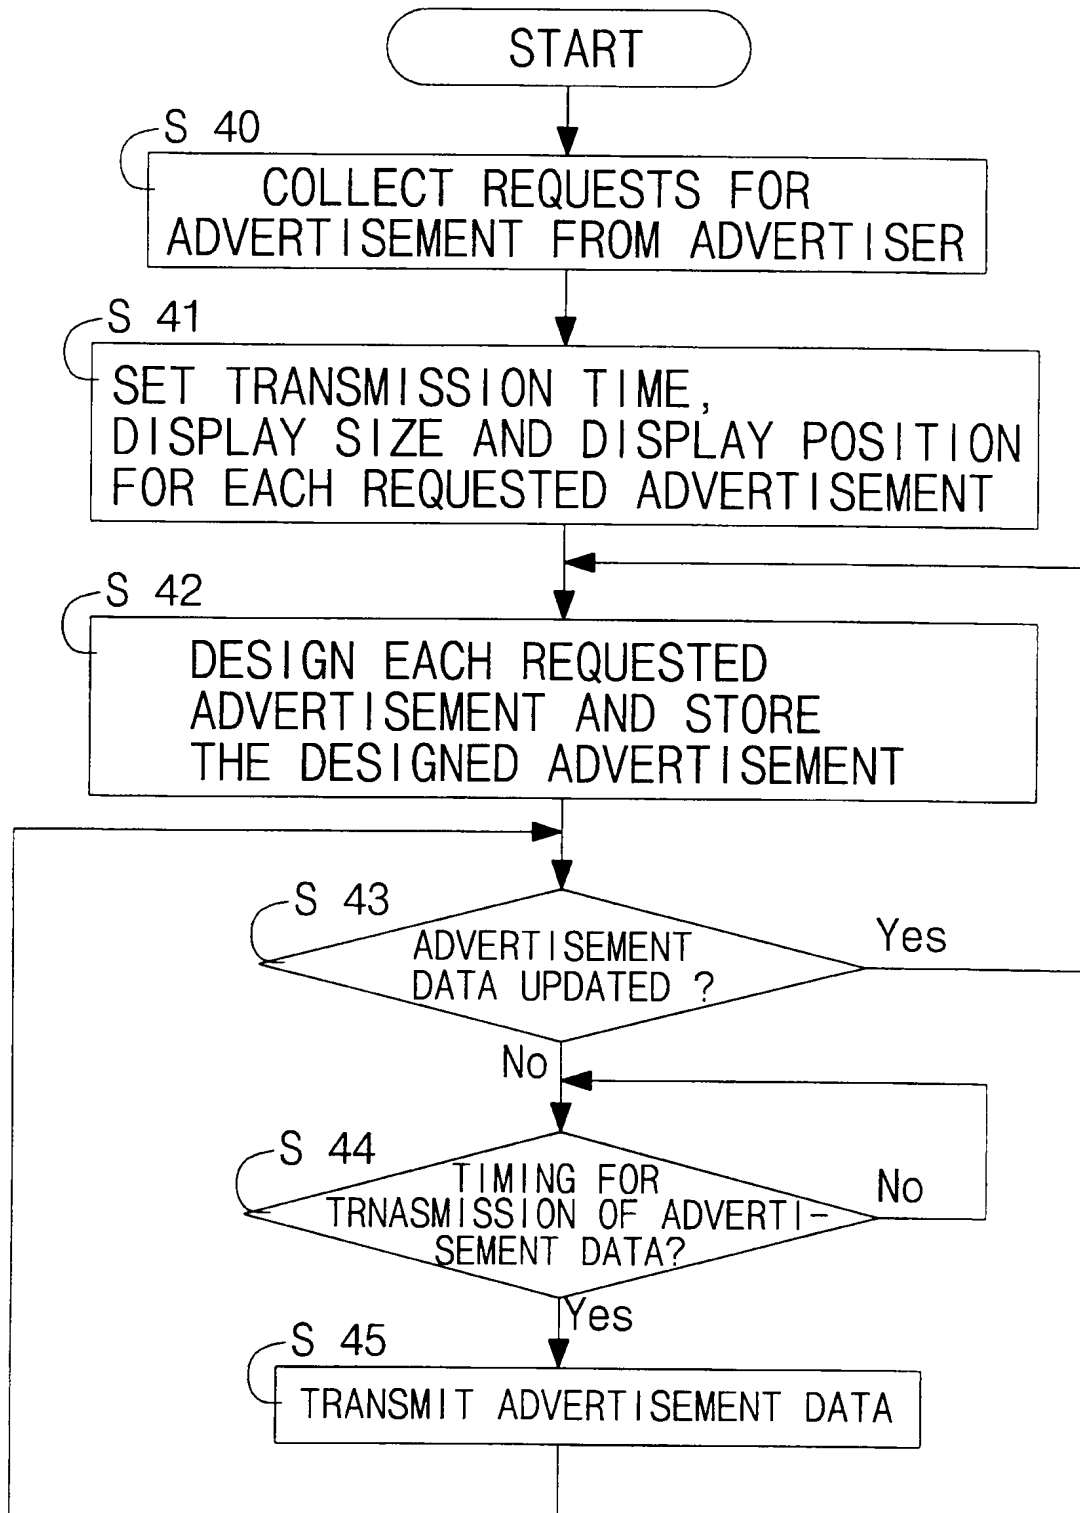 START
S 40
COLLECT REQUESTS FOR
ADVERTISEMENT FROM ADVERTISER
S 41
SET TRANSMISSION TIME,
DISPLAY SIZE AND DISPLAY POSITION
FOR EACH REQUESTED ADVERTISEMENT
S 42
DESIGN EACH REQUESTED
ADVERTISEMENT AND STORE
THE DESIGNED ADVERTISEMENT
S 43
ADVERTISEMENT
DATA UPDATED ?
Yes
No
S 44
TIMING FOR
TRNASMISSION OF ADVERTI-
SEMENT DATA?
No
Yes
S 45
TRANSMIT ADVERTISEMENT DATA